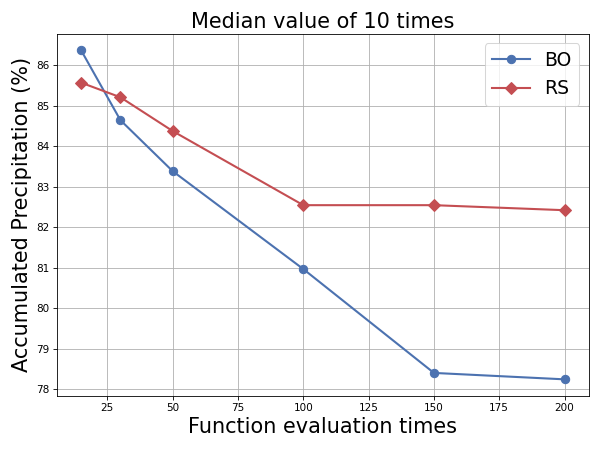 Median value of 10 times
Accumulated Precipitation (%)
86
85
84
83
82
81
80
79
78
BO
RS
25 50 75 100 125 150 175 200
Function evaluation times